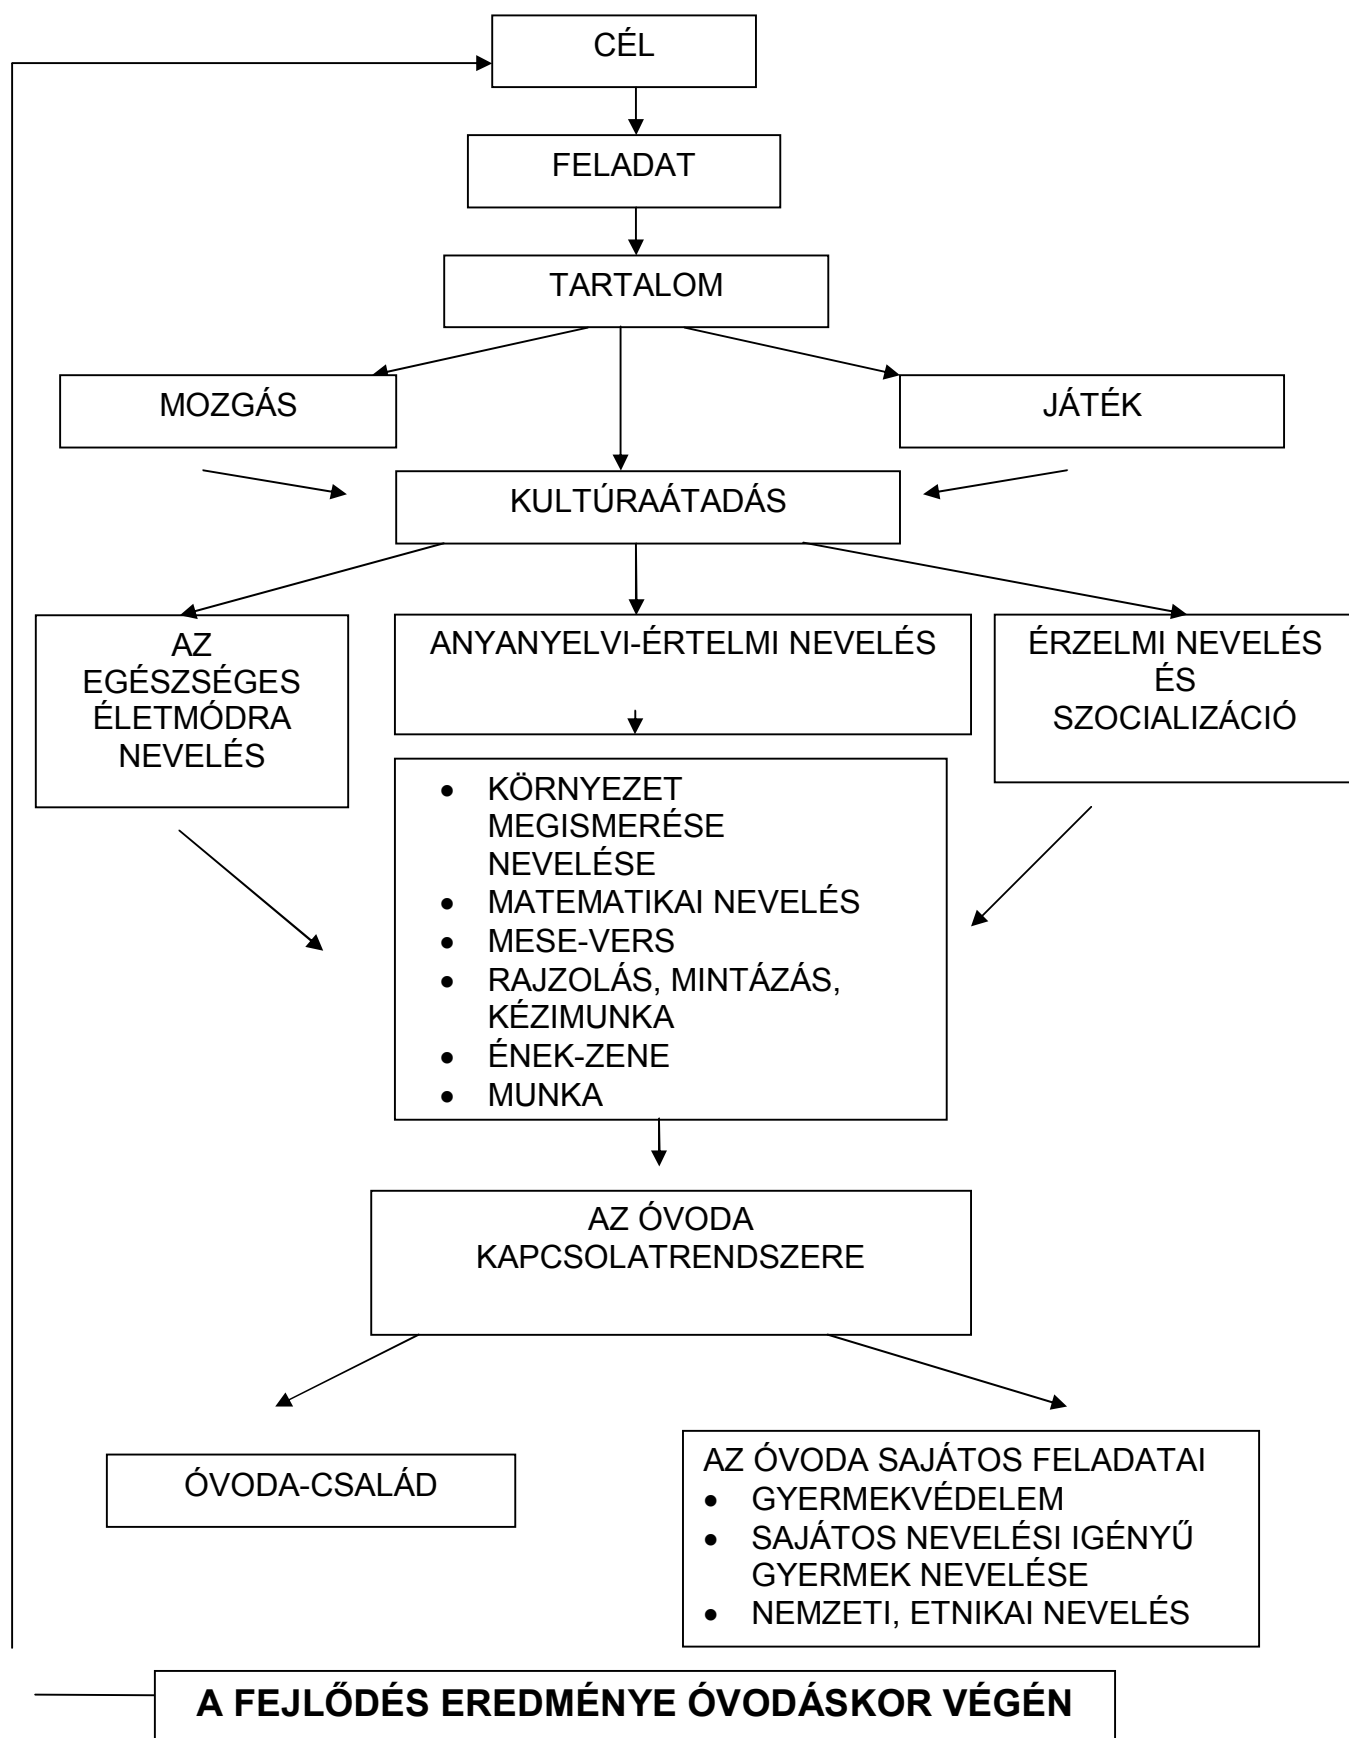 CÉL
FELADAT
TARTALOM
MOZGÁS
JÁTÉK
KULTÚRAÁTADÁS
AZ
EGÉSZSÉGES
ÉLETMÓDRA
NEVELÉS
ANYANYELVI-ÉRTELMI NEVELÉS
ÉRZELMI NEVELÉS
ÉS
SZOCIALIZÁCIÓ
• KÖRNYEZET
MEGISMERÉSE
NEVELÉSE
• MATEMATIKAI NEVELÉS
• MESE-VERS
• RAJZOLÁS, MINTÁZÁS,
KÉZIMUNKA
• ÉNEK-ZENE
• MUNKA
AZ ÓVODA
KAPCSOLATRENDSZERE
ÓVODA-CSALÁD
AZ ÓVODA SAJÁTOS FELADATAI
• GYERMEKVÉDELEM
• SAJÁTOS NEVELÉSI IGÉNYŰ
GYERMEK NEVELÉSE
• NEMZETI, ETNIKAI NEVELÉS
A FEJLŐDÉS EREDMÉNYE ÓVODÁSKOR VÉGÉN